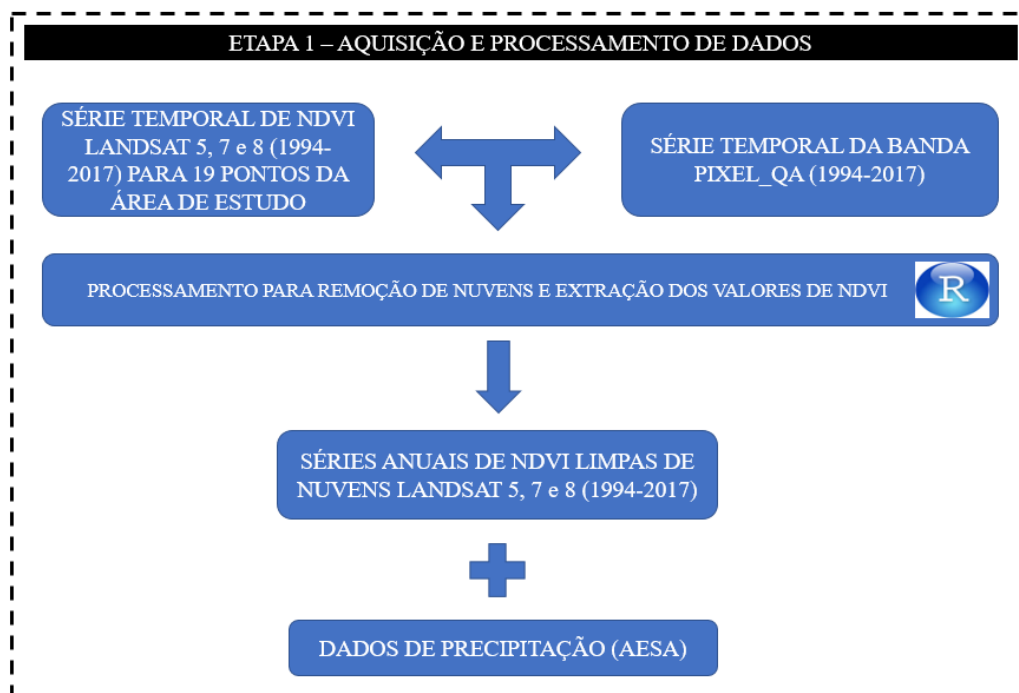 ETAPA 1 – AQUISIÇÃO E PROCESSAMENTO DE DADOS
SÉRIE TEMPORAL DE NDVI
LANDSAT 5, 7 e 8 (1994-
2017) PARA 19 PONTOS DA
ÁREA DE ESTUDO
SÉRIE TEMPORAL DA BANDA
PIXEL_QA (1994-2017)
PROCESSAMENTO PARA REMOÇÃO DE NUVENS E EXTRAÇÃO DOS VALORES DE NDVI
R
SÉRIES ANUAIS DE NDVI LIMPAS DE
NUVENS LANDSAT 5, 7 e 8 (1994-2017)
DADOS DE PRECIPITAÇÃO (AESA)